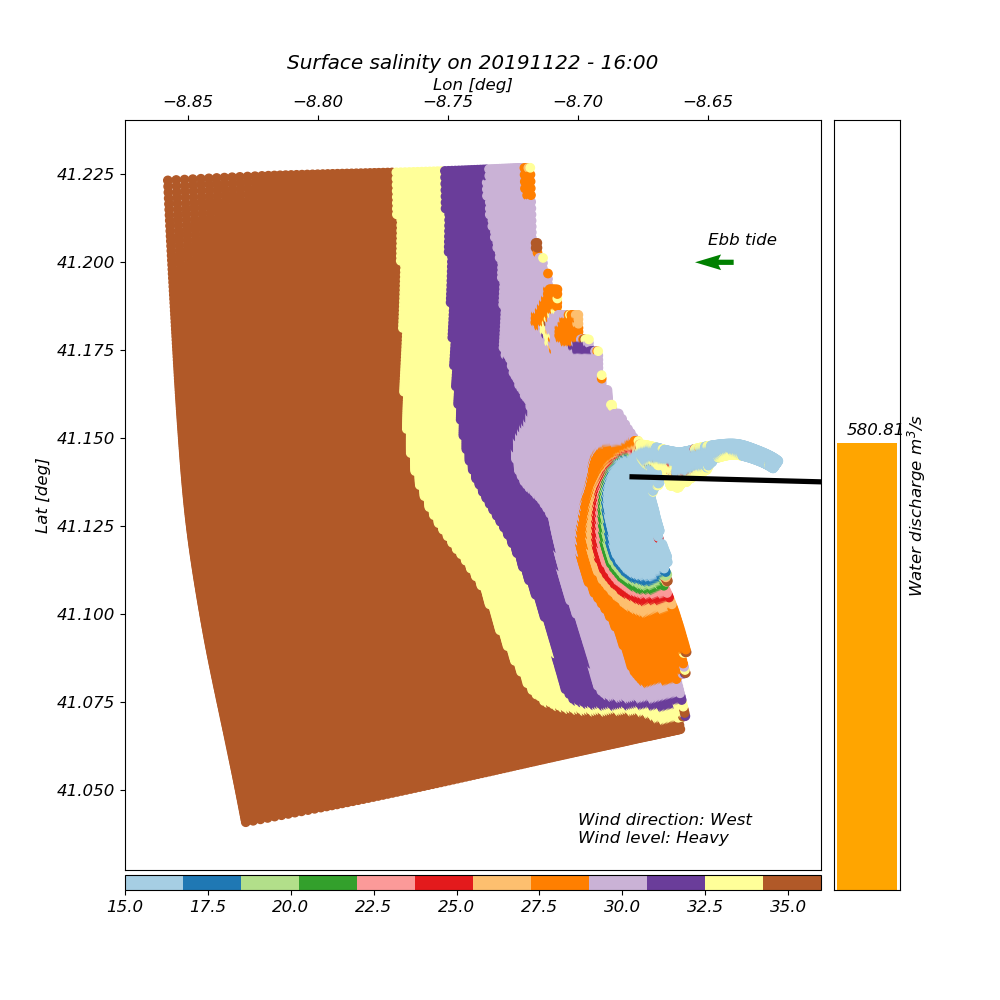 Surface salinity on 20191122 - 16:00
Lon [deg]
−8.85 −8.80 −8.75 −8.70 −8.65
41.225
41.200
41.175
41.150
41.125
41.100
41.075
41.050
Lat [deg]
Ebb tide
580.81
Water discharge m³/s
Wind direction: West
Wind level: Heavy
15.0 17.5 20.0 22.5 25.0 27.5 30.0 32.5 35.0